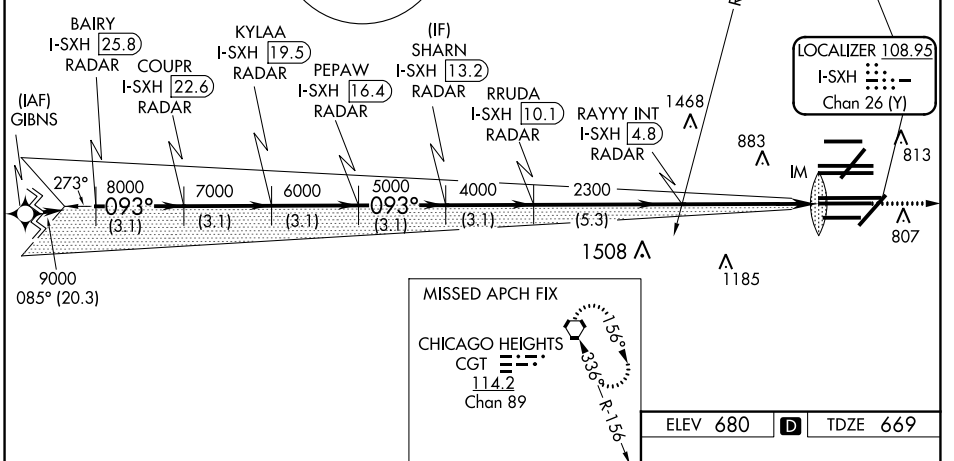 BAIRY
I-SXH 25.8
RADAR
COUPR
I-SXH 22.6
RADAR
KYLAA
I-SXH 19.5
RADAR
PEPAW
I-SXH 16.4
RADAR
(IF)
SHARN
I-SXH 13.2
RADAR
RRUDA
I-SXH 10.1
RADAR
RAYYY INT
I-SXH 4.8
RADAR
R
LOCALIZER 108.95
I-SXH
Chan 26 (Y)
(IAF)
GIBNS
1468
883
813
IM
273°
8000
7000
6000
5000
4000
2300
093°
093°
(3.1)
(3.1)
(3.1)
(3.1)
(3.1)
(5.3)
807
1508
1185
9000
085° (20.3)
MISSED APCH FIX
CHICAGO HEIGHTS
CGT
114.2
Chan 89
156°
336°
R-156
ELEV 680 D TDZE 669